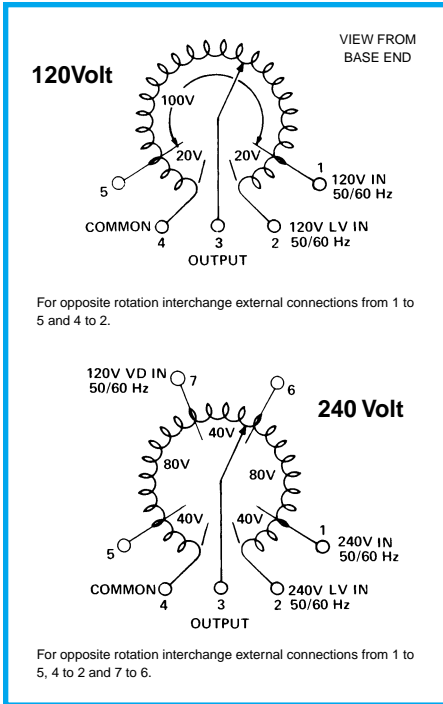 VIEW FROM
BASE END
120Volt
100V
20V
20V
5
1
120V IN
50/60 Hz
COMMON
4
3
2
120V LV IN
50/60 Hz
OUTPUT
For opposite rotation interchange external connections from 1 to
5 and 4 to 2.
120V VD IN
50/60 Hz
7
6
240 Volt
40V
80V
80V
40V
40V
5
1
240V IN
50/60 Hz
COMMON
4
3
2
240V LV IN
50/60 Hz
OUTPUT
For opposite rotation interchange external connections from 1 to
5, 4 to 2 and 7 to 6.